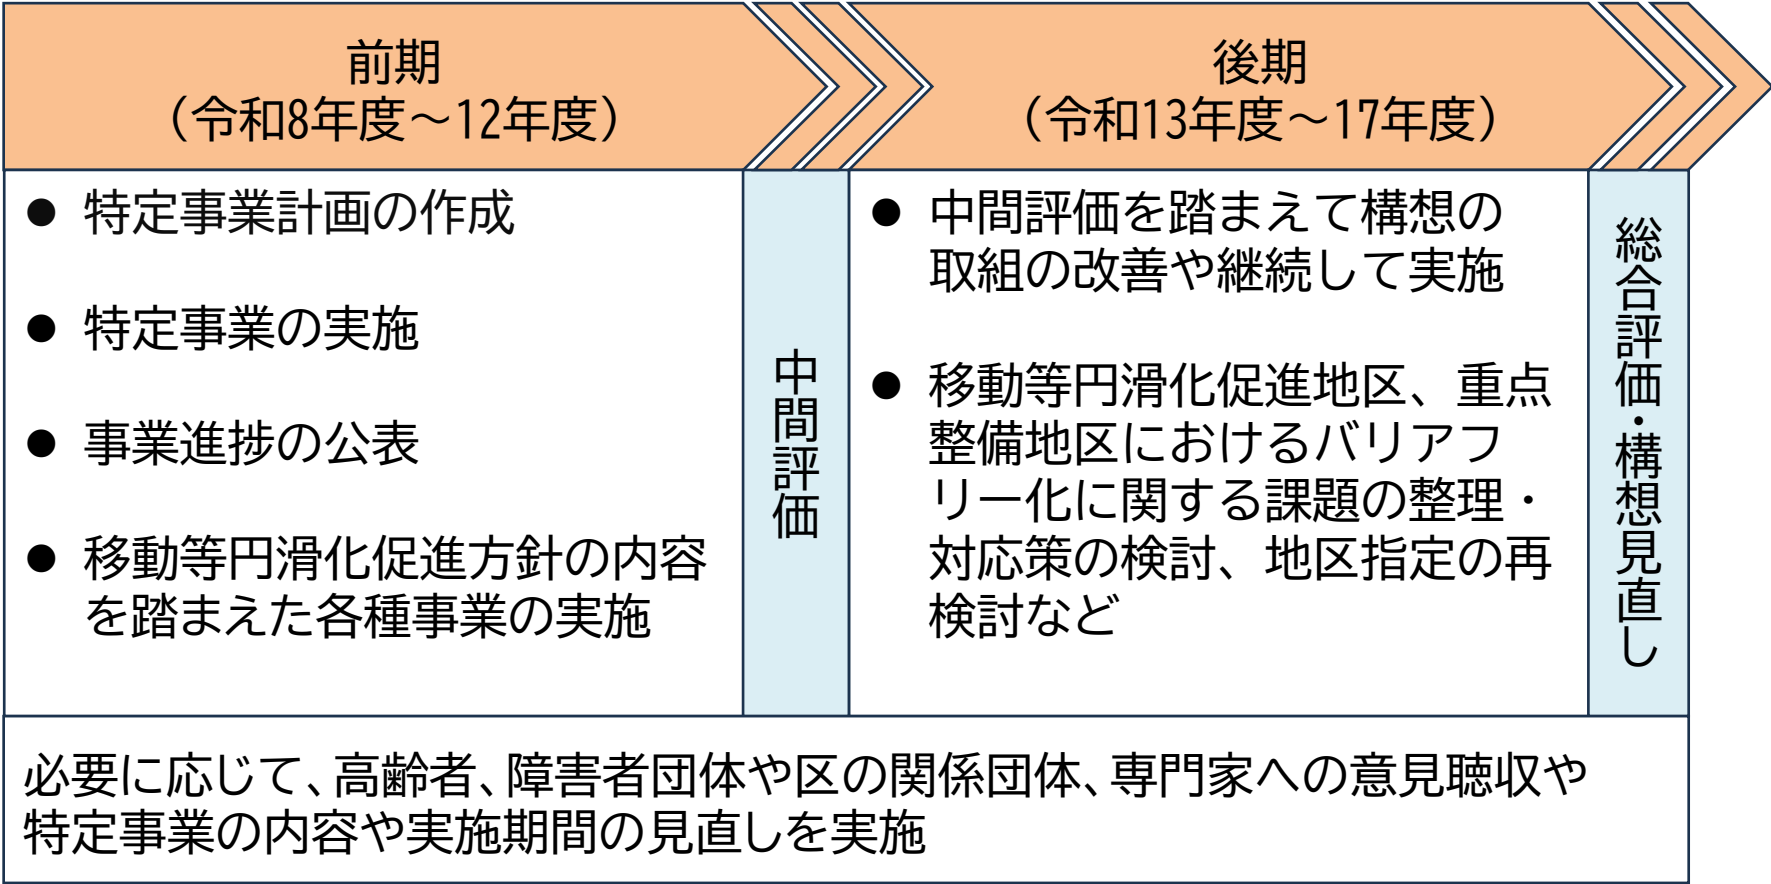 前期
（令和8年度～12年度）
● 特定事業計画の作成
● 特定事業の実施
● 事業進捗の公表
● 移動等円滑化促進方針の内容
を踏まえた各種事業の実施
中間評価
後期
（令和13年度～17年度）
● 中間評価を踏まえて構想の
取組の改善や継続して実施
● 移動等円滑化促進地区、重点
整備地区におけるバリアフ
リー化に関する課題の整理・
対応策の検討、地区指定の再
検討など
総合評価・構想見直し
必要に応じて、高齢者、障害者団体や区の関係団体、専門家への意見聴収や
特定事業の内容や実施期間の見直しを実施